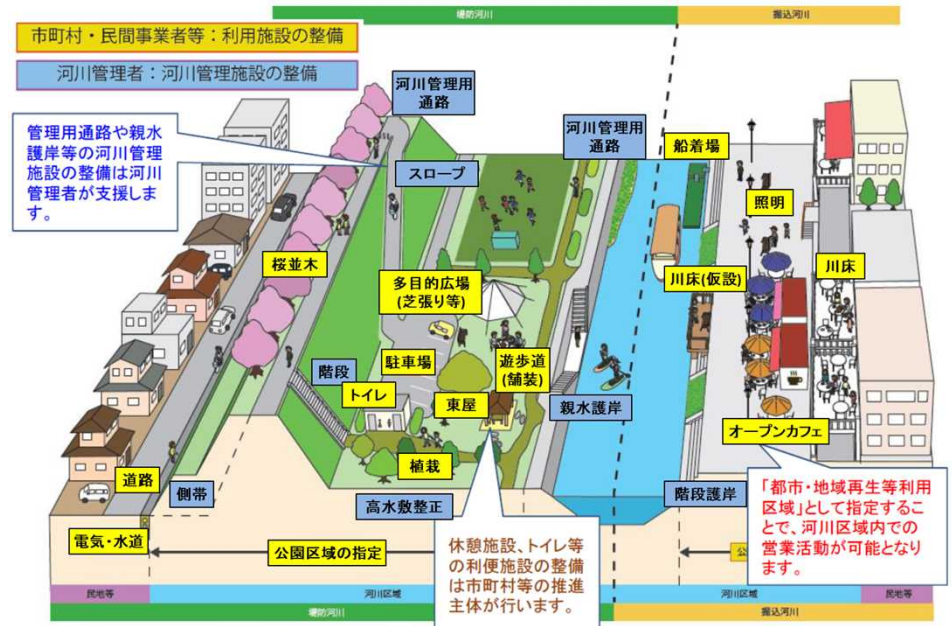 堤防河川
掘込河川
市町村・民間事業者等：利用施設の整備
河川管理者：河川管理施設の整備
管理用通路や親水
護岸等の河川管理
施設の整備は河川
管理者が支援しま
す。
河川管理用
通路
スロープ
河川管理用
通路
船着場
照明
桜並木
多目的広場
(芝張り等)
川床(仮設)
川床
駐車場
遊歩道
(舗装)
階段
トイレ
東屋
親水護岸
オープンカフェ
植栽
道路
側帯
高水敷整正
階段護岸
電気・水道
公園区域の指定
休憩施設、トイレ等
の利便施設の整備
は市町村等の推進
主体が行います。
「都市・地域再生等利用
区域」として指定するこ
とで、河川区域内での
営業活動が可能となり
ます。
民地等
河川区域
河川区域
民地等
堤防河川
掘込河川